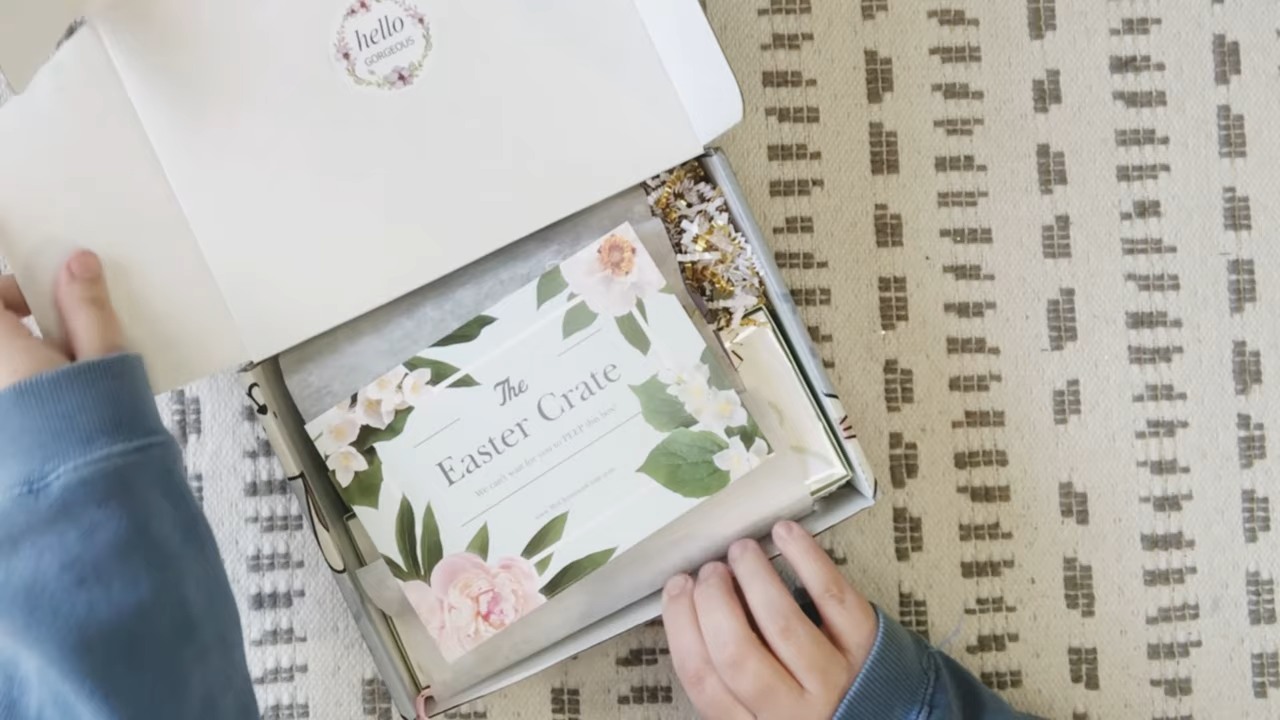 hello
GORGEOUS
The
Easter Crate
We can't wait for you to PEEP this box!